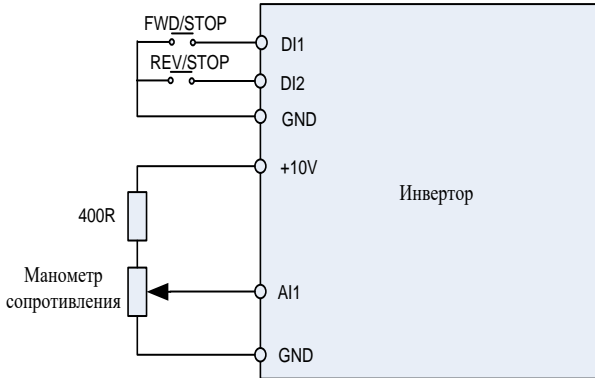 FWD/STOP
DI1
REV/STOP
DI2
GND
+10V
Инвертор
400R
Манометр
сопротивления
AI1
GND